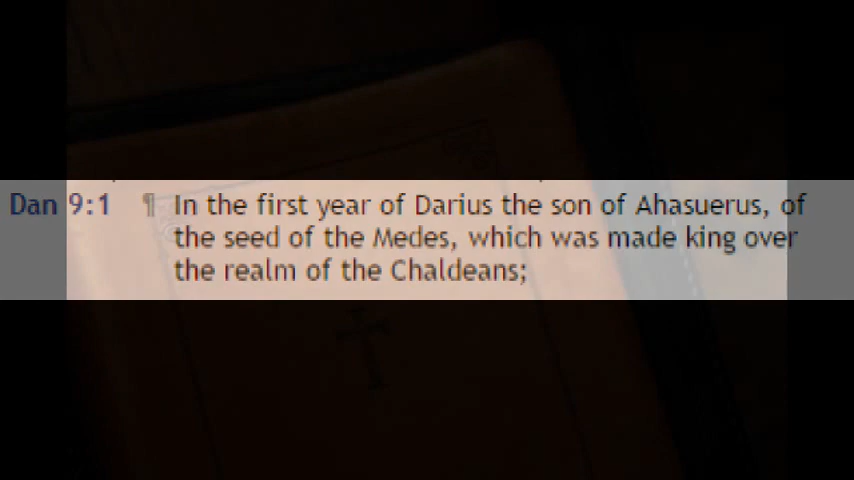 Dan 9:1 ¶ In the first year of Darius the son of Ahasuerus, of
the seed of the Medes, which was made king over
the realm of the Chaldeans;